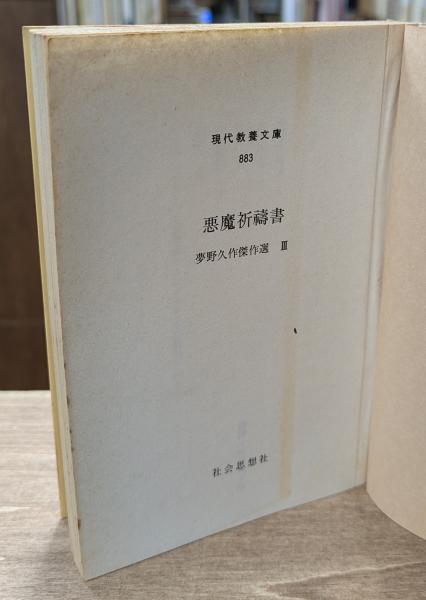 現代教養文庫
883
悪魔祈禱書
夢野久作傑作選 Ⅲ
社会思想社